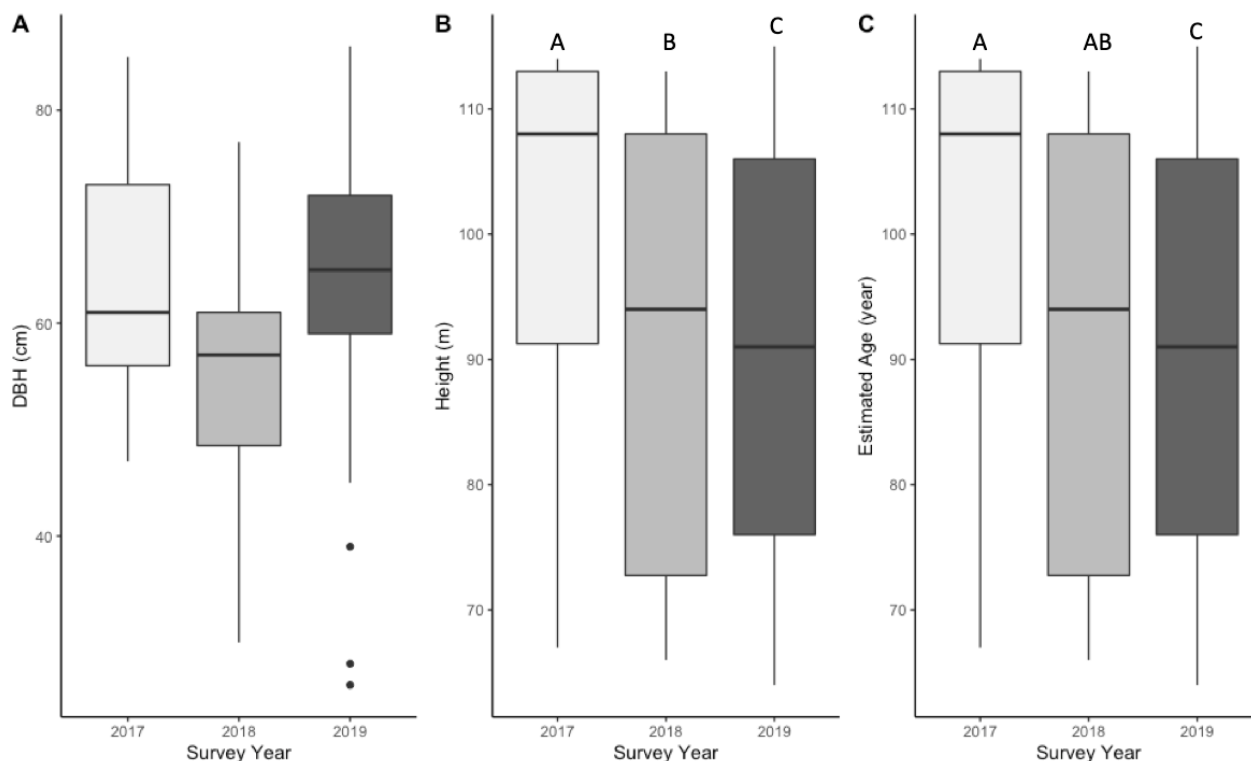 A
80
60
40
DBH (cm)
2017 2018 2019
Survey Year
B
A B C
110
100
90
80
70
Height (m)
2017 2018 2019
Survey Year
C
A AB C
110
100
90
80
70
Estimated Age (year)
2017 2018 2019
Survey Year